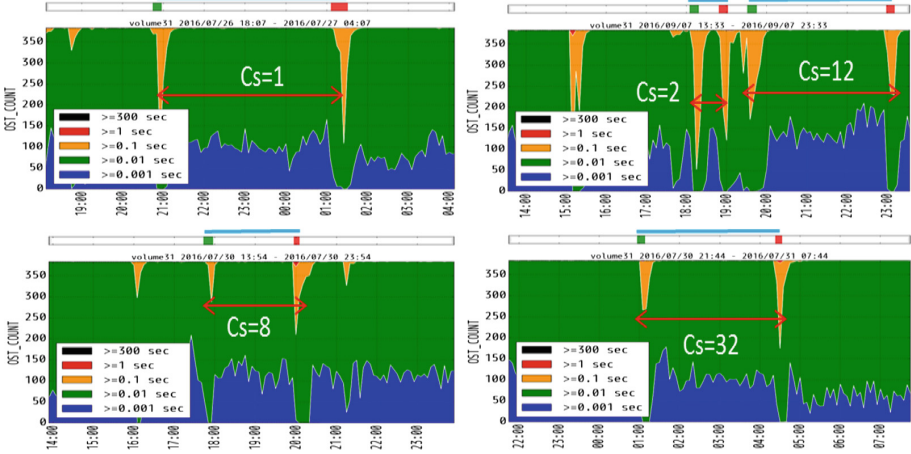 volume31 2016/07/26 18:07 - 2016/07/27 04:07
OST_COUNT
350
300
250
200
150
100
50
0
Cs=1
>=300 sec
>=1 sec
>=0.1 sec
>=0.01 sec
>=0.001 sec
19:00
20:00
21:00
22:00
23:00
00:00
01:00
02:00
03:00
04:00
volume31 2016/09/07 13:33 - 2016/09/07 23:33
OST_COUNT
350
300
250
200
150
100
50
0
Cs=2
Cs=12
>=300 sec
>=1 sec
>=0.1 sec
>=0.01 sec
>=0.001 sec
14:00
15:00
16:00
17:00
18:00
19:00
20:00
21:00
22:00
23:00
volume31 2016/07/30 13:54 - 2016/07/30 23:54
OST_COUNT
350
300
250
200
150
100
50
0
Cs=8
>=300 sec
>=1 sec
>=0.1 sec
>=0.01 sec
>=0.001 sec
14:00
15:00
16:00
17:00
18:00
19:00
20:00
21:00
22:00
23:00
volume31 2016/07/30 21:44 - 2016/07/31 07:44
OST_COUNT
350
300
250
200
150
100
50
0
Cs=32
>=300 sec
>=1 sec
>=0.1 sec
>=0.01 sec
>=0.001 sec
22:00
23:00
00:00
01:00
02:00
03:00
04:00
05:00
06:00
07:00